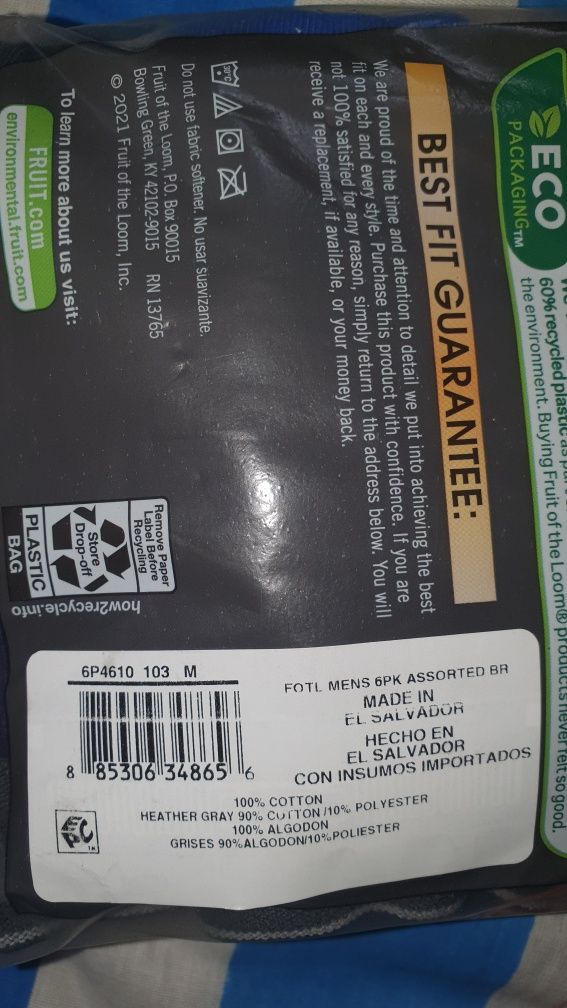 ECO
PACKAGING™
60% recycled plastic as
the environment. Buying Fruit of the Loom® products never felt so good.
BEST FIT GUARANTEE:
We are proud of the time and attention to detail we put into achieving the best
fit on each and every style. Purchase this product with confidence. If you are
not 100% satisfied for any reason, simply return to the address below. You will
receive a replacement, if available, or your money back.
30°C
Do not use fabric softener. No usar suavizante.
Fruit of the Loom, P.O. Box 90015
Bowling Green, KY 42102-9015 RN 13765
© 2021 Fruit of the Loom, Inc.
To learn more about us visit:
FRUIT.com
environmental.fruit.com
Remove Paper
Label Before
Recycling
Store
Drop-off
PLASTIC
BAG
how2recycle.info
FOTL MENS 6PK ASSORTED BR
MADE IN
EL SALVADOR
HECHO EN
EL SALVADOR
CON INSUMOS IMPORTADOS
6P4610 103 M
8 85306 34865 6
100% COTTON
HEATHER GRAY 90% COTTON /10% POLYESTER
100% ALGODON
GRISES 90%ALGODON/10%POLIESTER
EPC